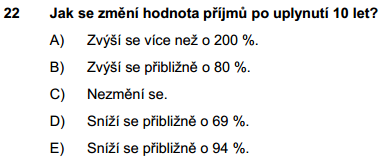 22 Jak se změní hodnota příjmů po uplynutí 10 let?
A) Zvýší se více než o 200 %.
B) Zvýší se přibližně o 80 %.
C) Nezmění se.
D) Sníží se přibližně o 69 %.
E) Sníží se přibližně o 94 %.